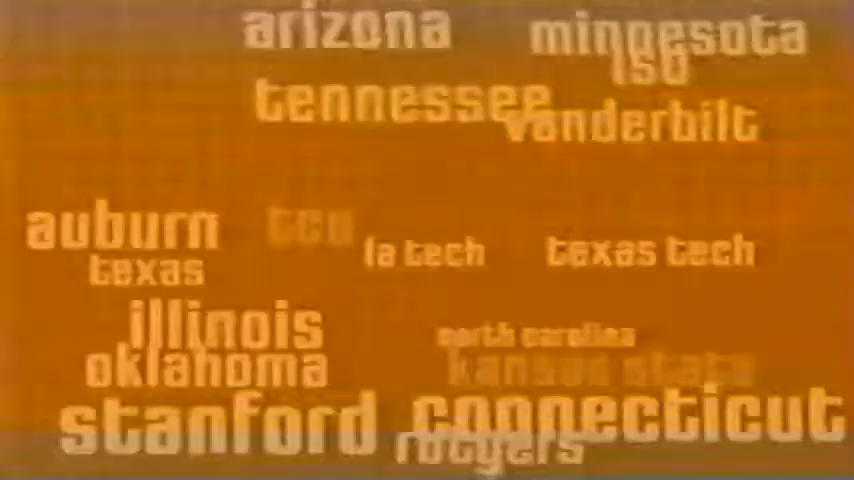 arizona
minnesota
lsu
tennessee
vanderbilt
auburn
tcu
la tech
texas tech
texas
illinois
north carolina
oklahoma
kansas state
stanford
connecticut
rutgers